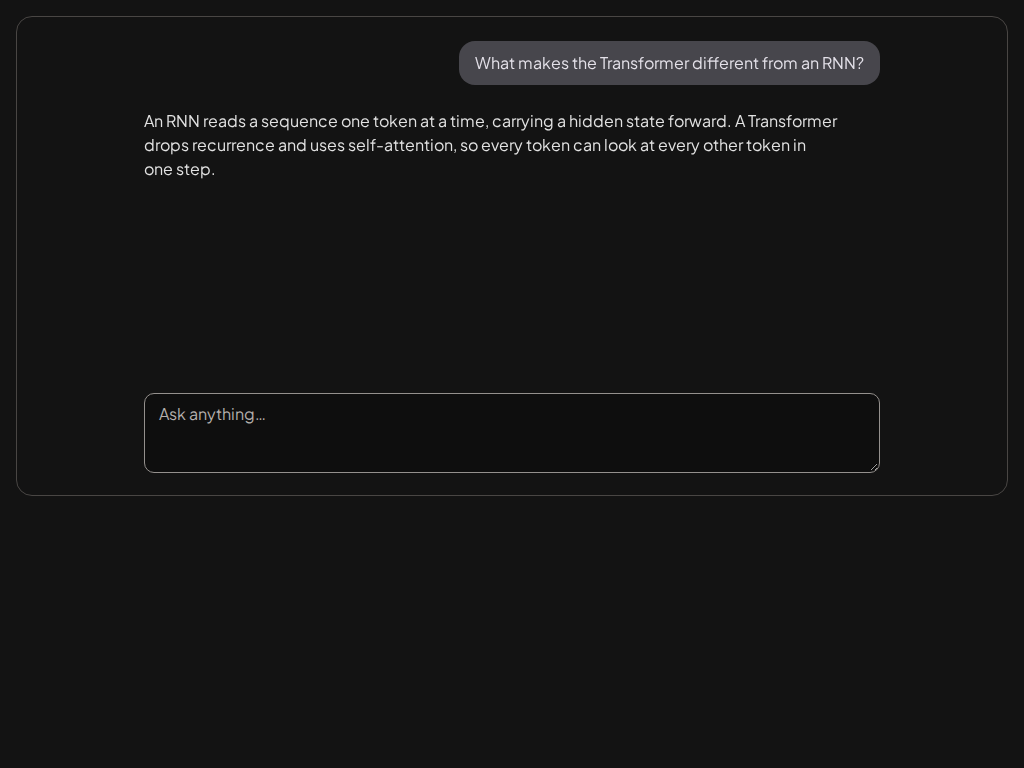 What makes the Transformer different from an RNN?
An RNN reads a sequence one token at a time, carrying a hidden state forward. A Transformer
drops recurrence and uses self-attention, so every token can look at every other token in
one step.
Ask anything…